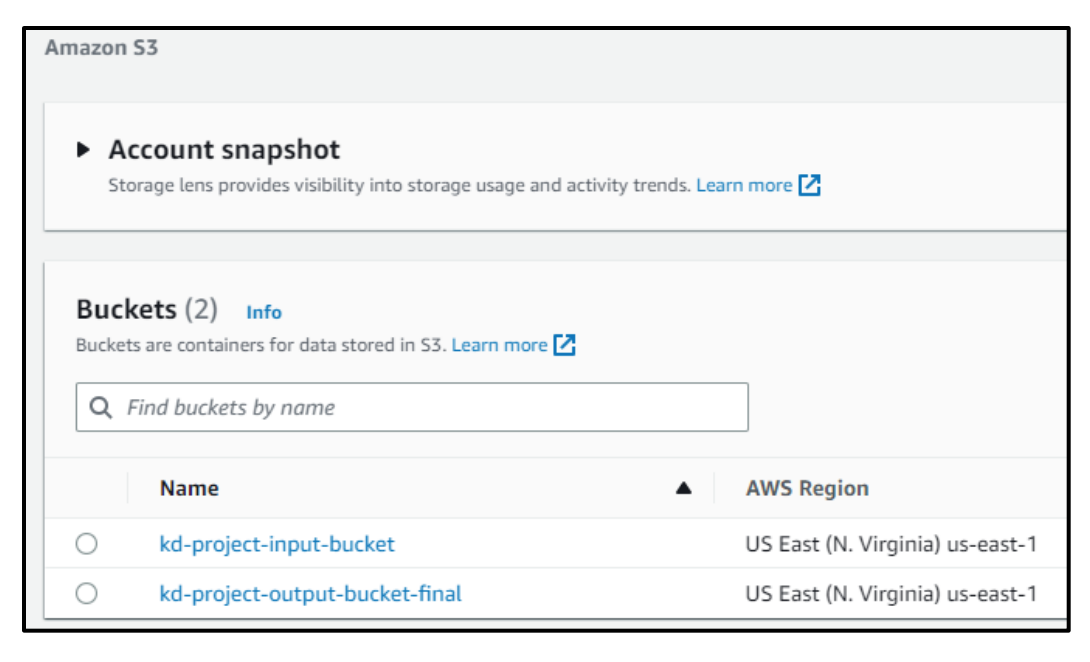 Amazon S3
Account snapshot
Storage lens provides visibility into storage usage and activity trends. Learn more
Buckets (2) Info
Buckets are containers for data stored in S3. Learn more
Find buckets by name
Name AWS Region
kd-project-input-bucket US East (N. Virginia) us-east-1
kd-project-output-bucket-final US East (N. Virginia) us-east-1